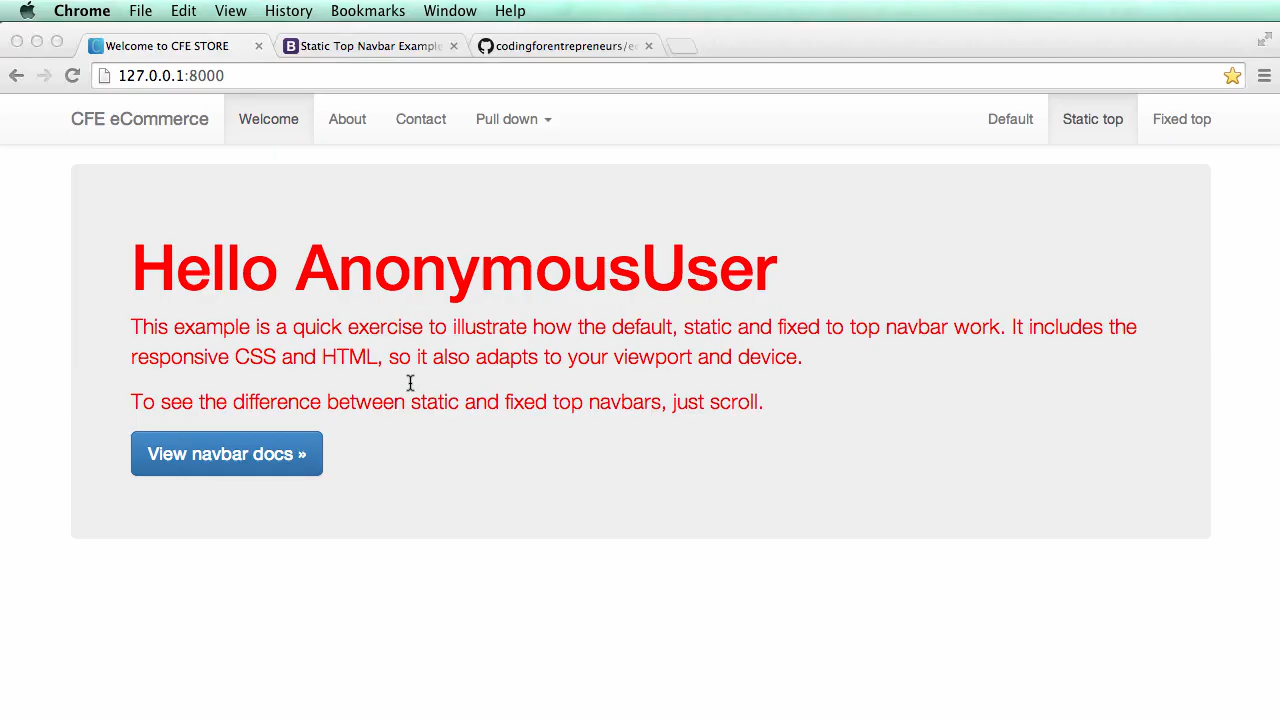 Chrome File Edit View History Bookmarks Window Help
Welcome to CFE STORE Static Top Navbar Example codingforentrepreneurs/e
127.0.0.1:8000
CFE eCommerce Welcome About Contact Pull down Default Static top Fixed top
Hello AnonymousUser
This example is a quick exercise to illustrate how the default, static and fixed to top navbar work. It includes the
responsive CSS and HTML, so it also adapts to your viewport and device.
To see the difference between static and fixed top navbars, just scroll.
View navbar docs »